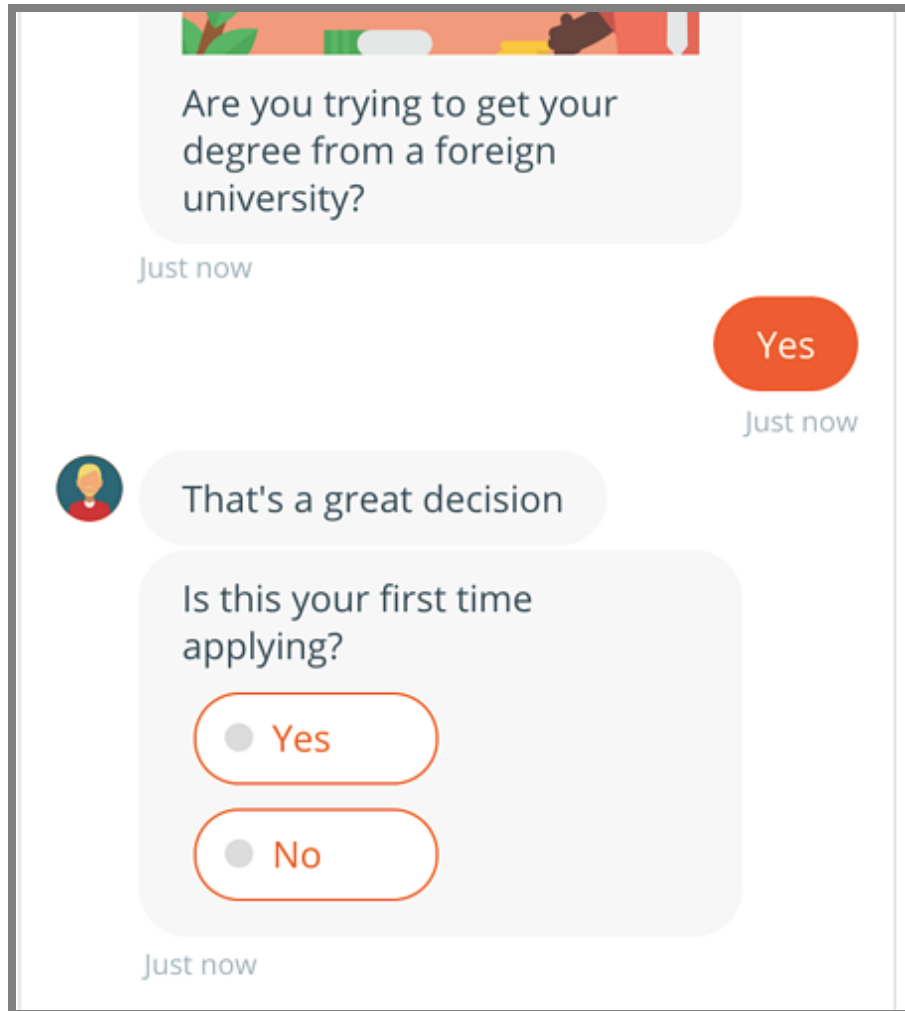 Are you trying to get your
degree from a foreign
university?
Just now
Yes
Just now
That's a great decision
Is this your first time
applying?
Yes
No
Just now